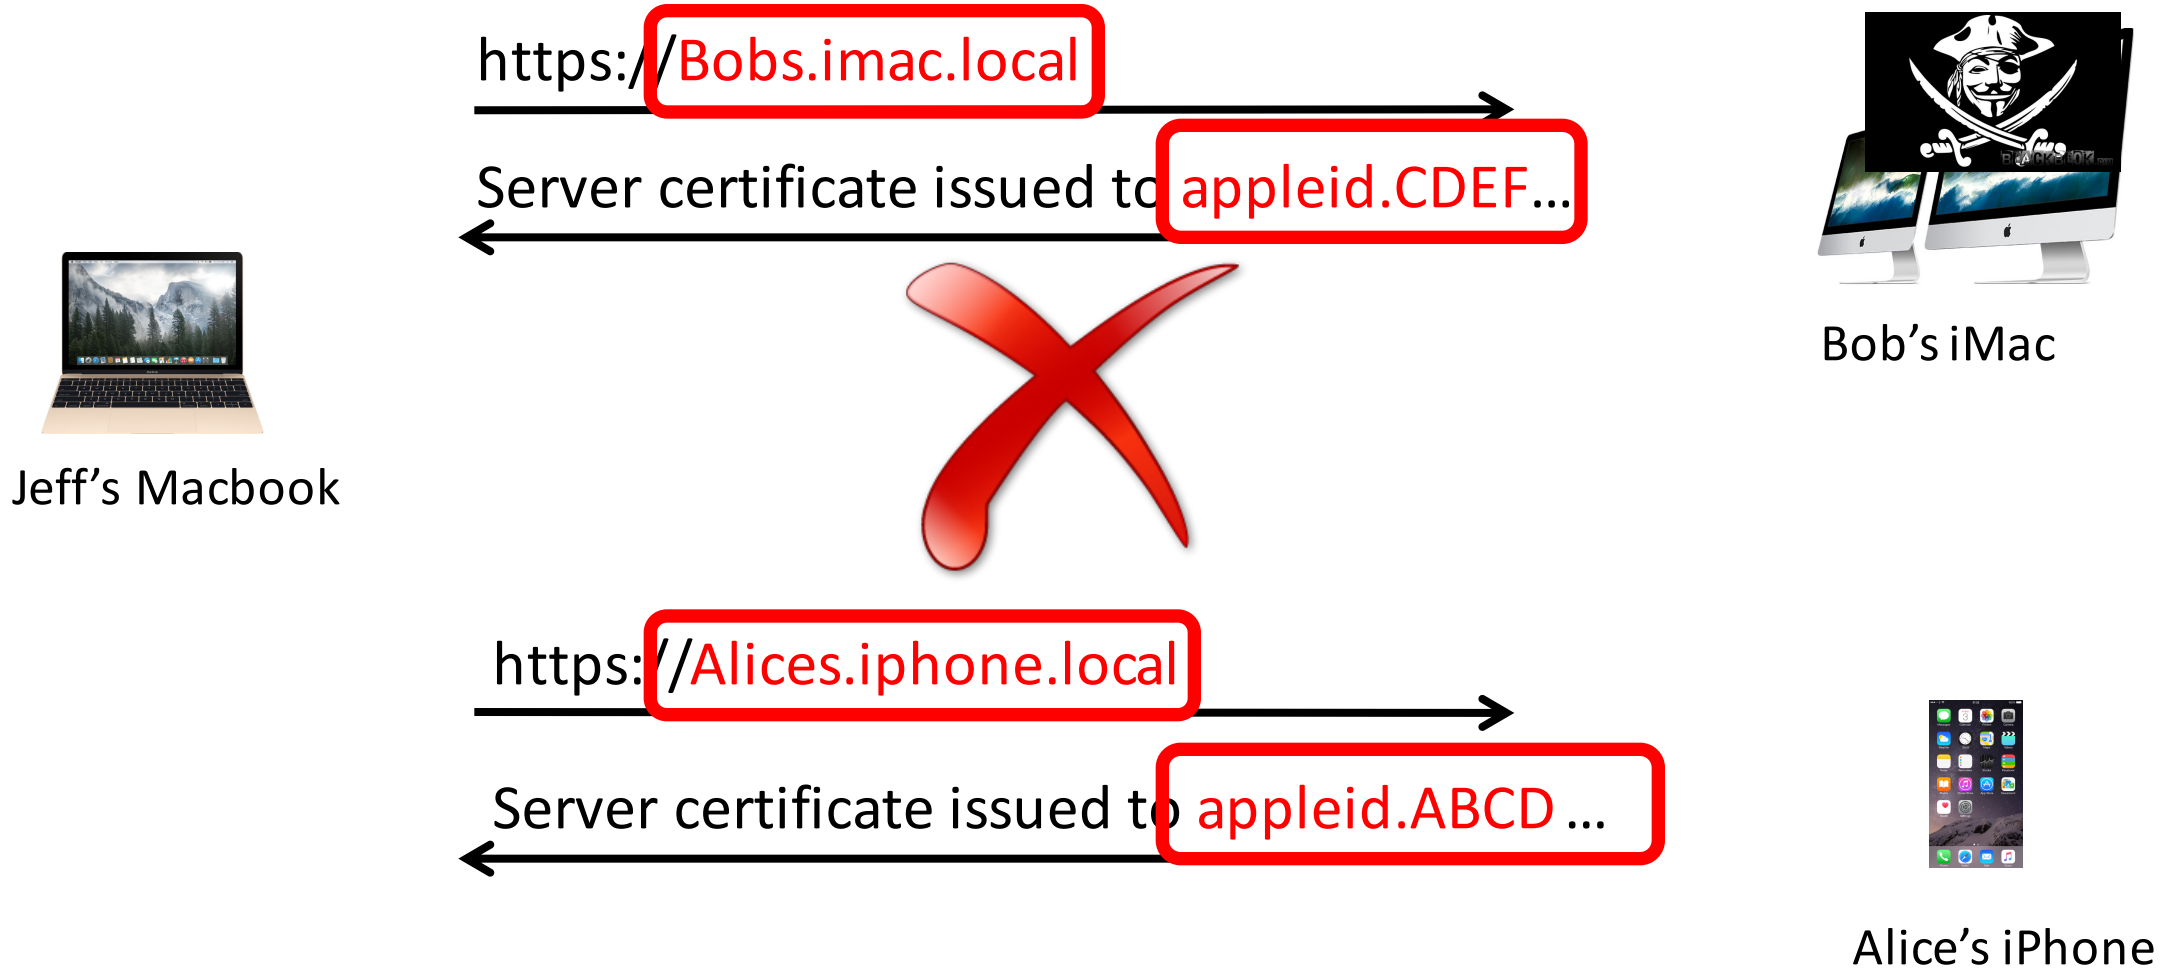 https://Bobs.imac.local
Server certificate issued to appleid.CDEF...
Jeff’s Macbook
Bob’s iMac
https://Alices.iphone.local
Server certificate issued to appleid.ABCD ...
Alice’s iPhone